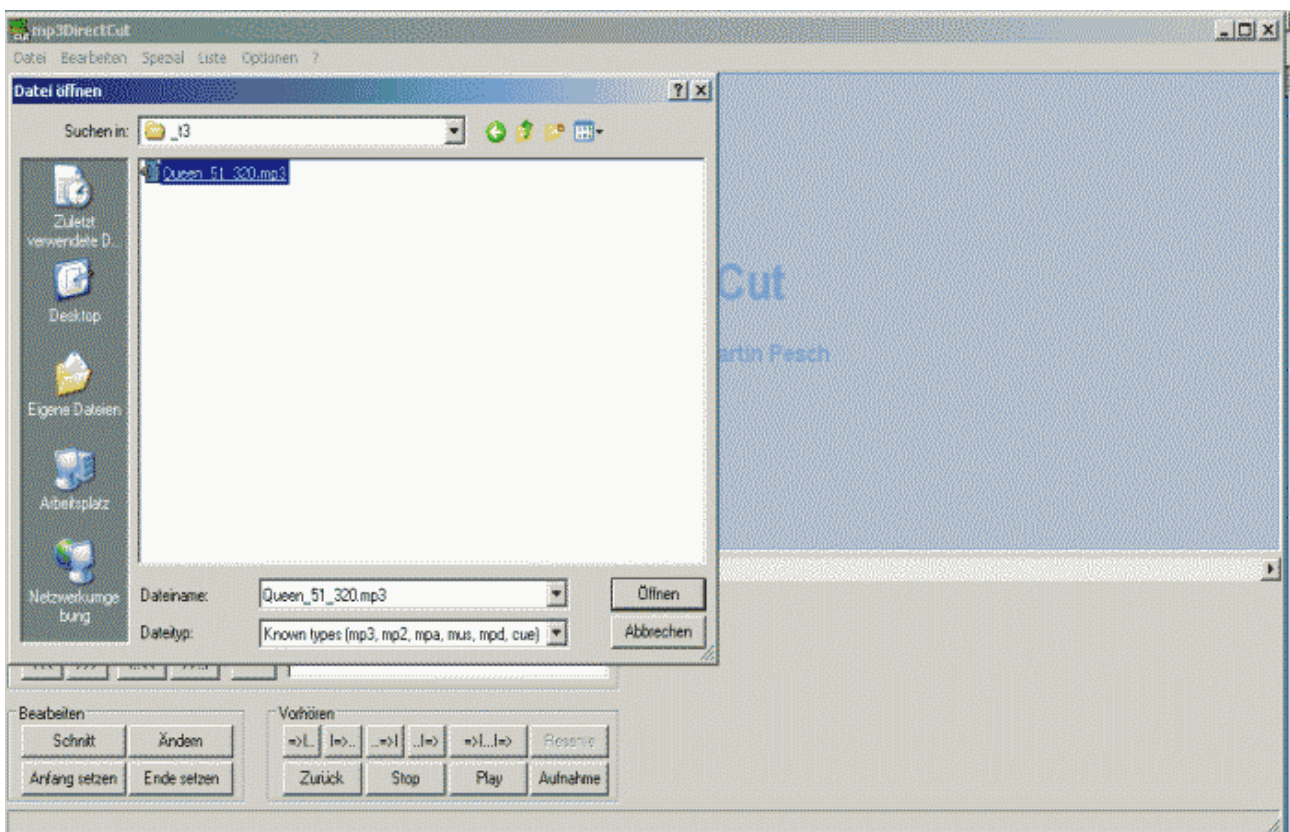 mp3DirectCut
Datei Bearbeiten Spezial Liste Optionen ?
Datei öffnen
Suchen in: _t3
Queen_51_320.mp3
Zuletzt
verwendete D...
Desktop
Eigene Dateien
Arbeitsplatz
Netzwerkumge
bung
Cut
artin Pesch
Dateiname: Queen_51_320.mp3 Öffnen
Dateityp: Known types (mp3, mp2, mpa, mus, mpd, cue) Abbrechen
Bearbeiten Vorhören
Schnitt Ändern =>|.. |=>.. ..=>| ..|=> =>|...|=> Reserve
Anfang setzen Ende setzen Zurück Stop Play Aufnahme